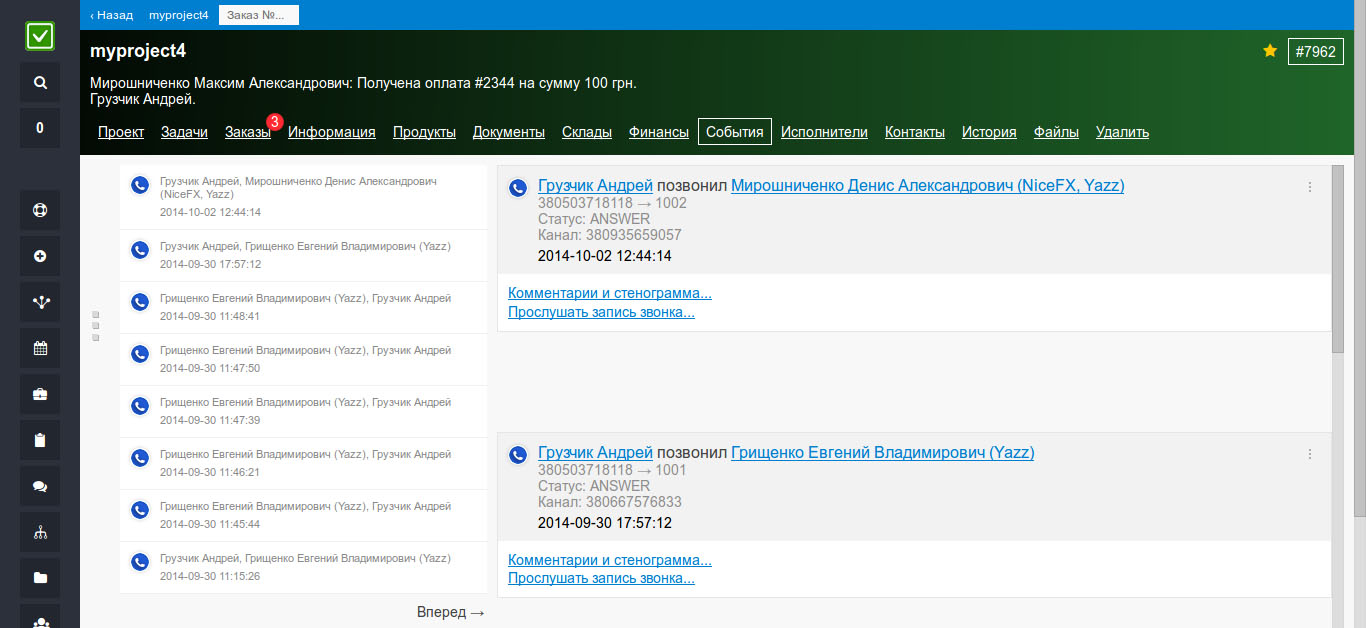 ‹ Назад myproject4 Заказ №...
myproject4
#7962
Мирошниченко Максим Александрович: Получена оплата #2344 на сумму 100 грн.
Грузчик Андрей.
0
Проект Задачи Заказы 3 Информация Продукты Документы Склады Финансы События Исполнители Контакты История Файлы Удалить
Грузчик Андрей, Мирошниченко Денис Александрович
(NiceFX, Yazz)
2014-10-02 12:44:14
Грузчик Андрей, Грищенко Евгений Владимирович (Yazz)
2014-09-30 17:57:12
Грищенко Евгений Владимирович (Yazz), Грузчик Андрей
2014-09-30 11:48:41
Грищенко Евгений Владимирович (Yazz), Грузчик Андрей
2014-09-30 11:47:50
Грищенко Евгений Владимирович (Yazz), Грузчик Андрей
2014-09-30 11:47:39
Грищенко Евгений Владимирович (Yazz), Грузчик Андрей
2014-09-30 11:46:21
Грищенко Евгений Владимирович (Yazz), Грузчик Андрей
2014-09-30 11:45:44
Грузчик Андрей, Грищенко Евгений Владимирович (Yazz)
2014-09-30 11:15:26
Вперед →
Грузчик Андрей позвонил Мирошниченко Денис Александрович (NiceFX, Yazz)
380503718118 → 1002
Статус: ANSWER
Канал: 380935659057
2014-10-02 12:44:14
Комментарии и стенограмма...
Прослушать запись звонка...
Грузчик Андрей позвонил Грищенко Евгений Владимирович (Yazz)
380503718118 → 1001
Статус: ANSWER
Канал: 380667576833
2014-09-30 17:57:12
Комментарии и стенограмма...
Прослушать запись звонка...